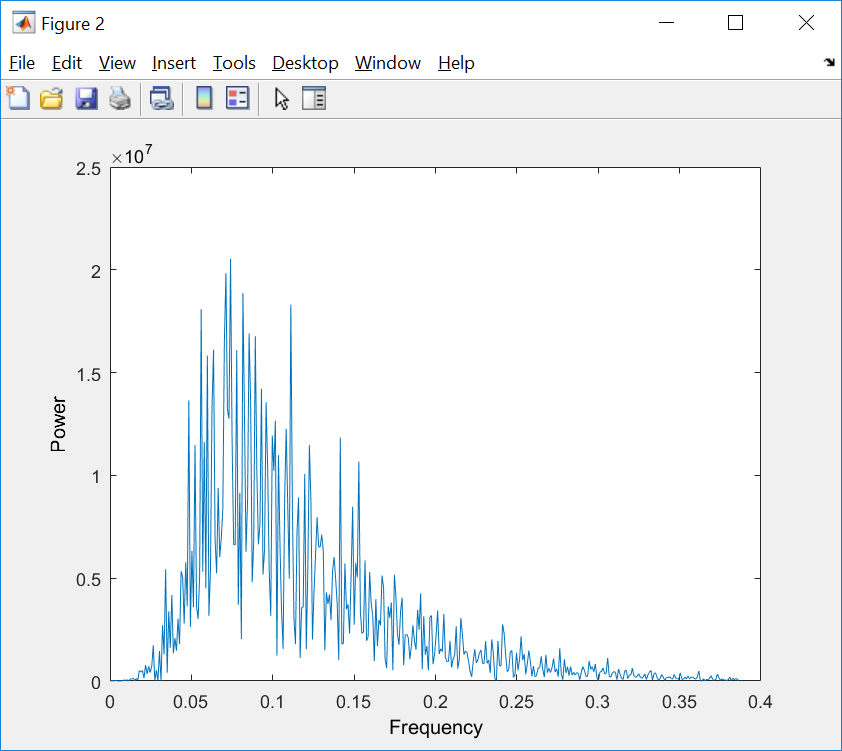 Figure 2
File Edit View Insert Tools Desktop Window Help
×10^7
2.5
2
1.5
1
0.5
0
Power
0 0.05 0.1 0.15 0.2 0.25 0.3 0.35 0.4
Frequency